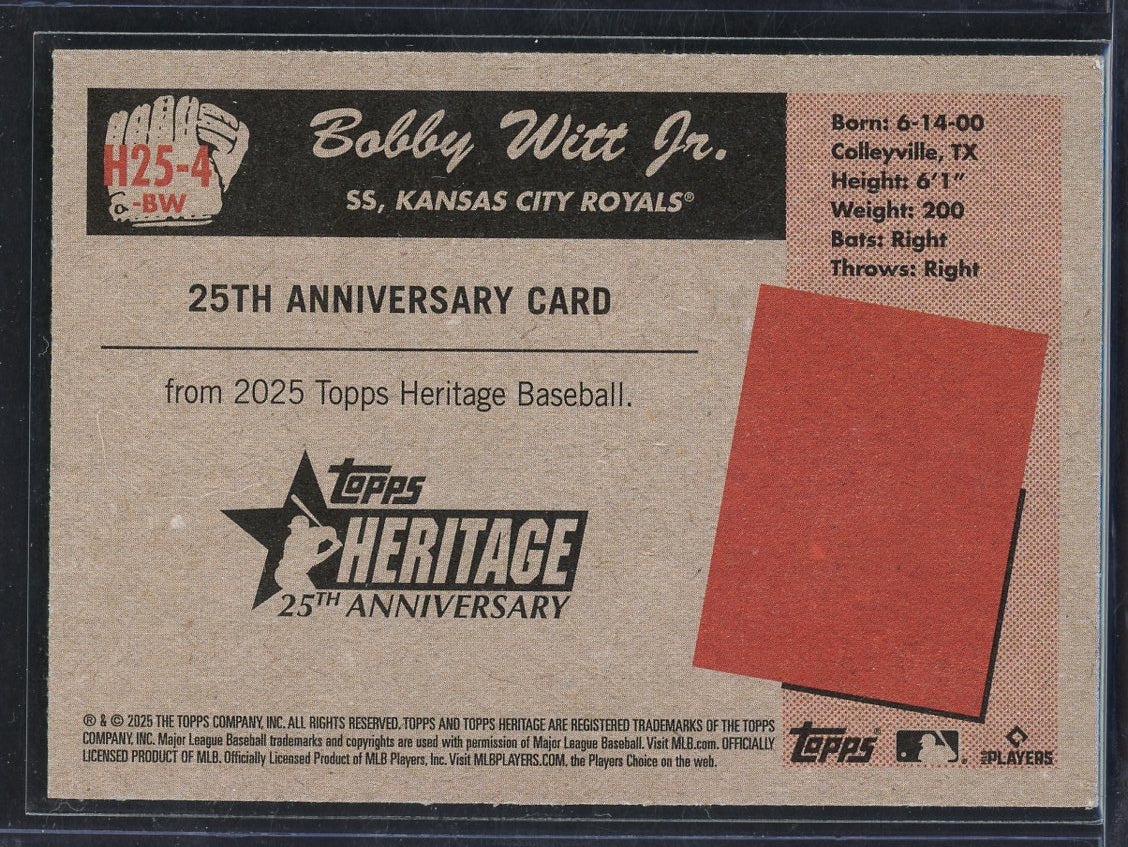 H25-4
-BW
Bobby Witt Jr.
SS, KANSAS CITY ROYALS®
Born: 6-14-00
Colleyville, TX
Height: 6'1"
Weight: 200
Bats: Right
Throws: Right
25TH ANNIVERSARY CARD
from 2025 Topps Heritage Baseball.
topps
HERITAGE
25TH ANNIVERSARY
® & © 2025 THE TOPPS COMPANY, INC. ALL RIGHTS RESERVED. TOPPS AND TOPPS HERITAGE ARE REGISTERED TRADEMARKS OF THE TOPPS
COMPANY, INC. Major League Baseball trademarks and copyrights are used with permission of Major League Baseball. Visit MLB.com. OFFICIALLY
LICENSED PRODUCT OF MLB. Officially Licensed Product of MLB Players, Inc. Visit MLBPLAYERS.COM, the Players Choice on the web.
topps®
MLB PLAYERS